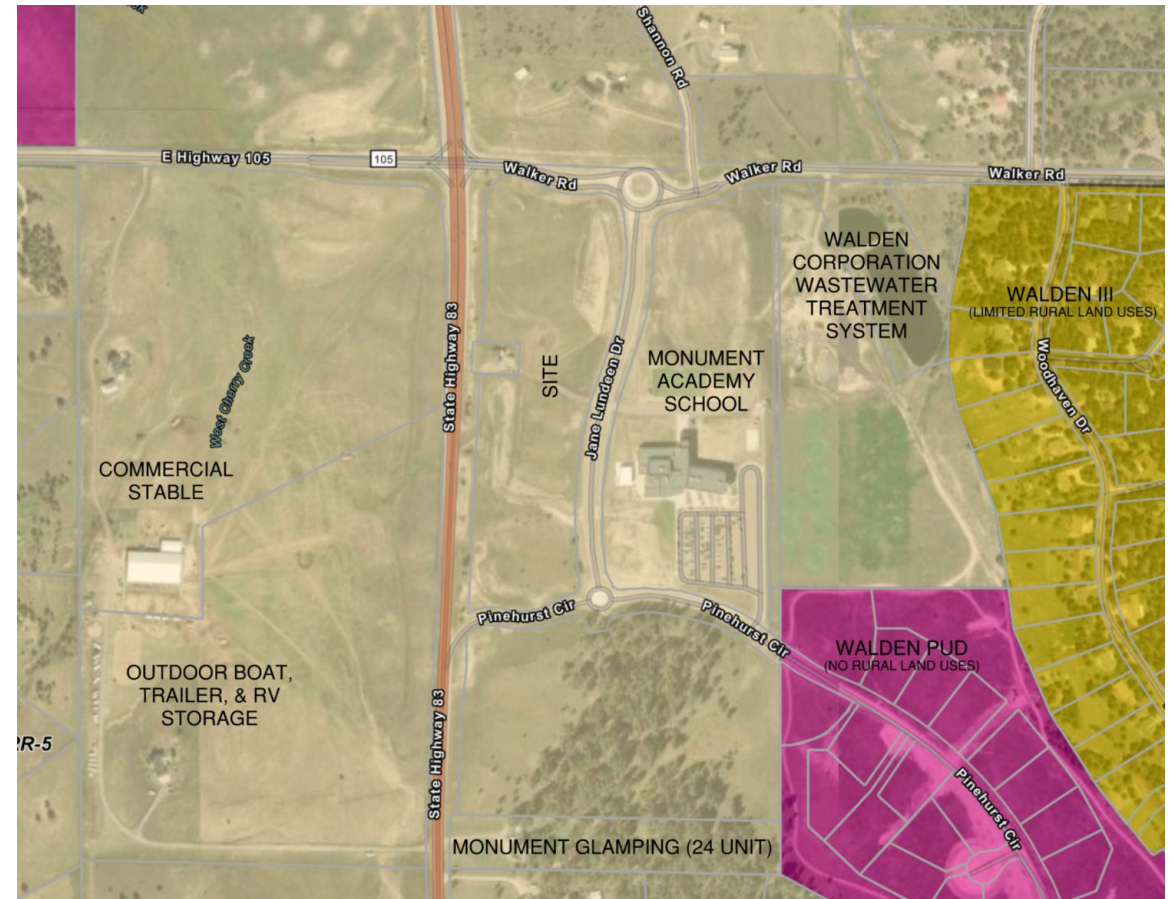 Shannon Rd
E Highway 105
105
Walker Rd
Walker Rd
Walker Rd
WALDEN
CORPORATION
WASTEWATER
TREATMENT
SYSTEM
WALDEN III
(LIMITED RURAL LAND USES)
State Highway 83
SITE
Jane Lundeen Dr
MONUMENT
ACADEMY
SCHOOL
Woodhaven Dr
West Cherry Creek
COMMERCIAL
STABLE
Pinehurst Cir
Pinehurst Cir
WALDEN PUD
(NO RURAL LAND USES)
OUTDOOR BOAT,
TRAILER, & RV
STORAGE
RR-5
State Highway 83
Pinehurst Cir
MONUMENT GLAMPING (24 UNIT)